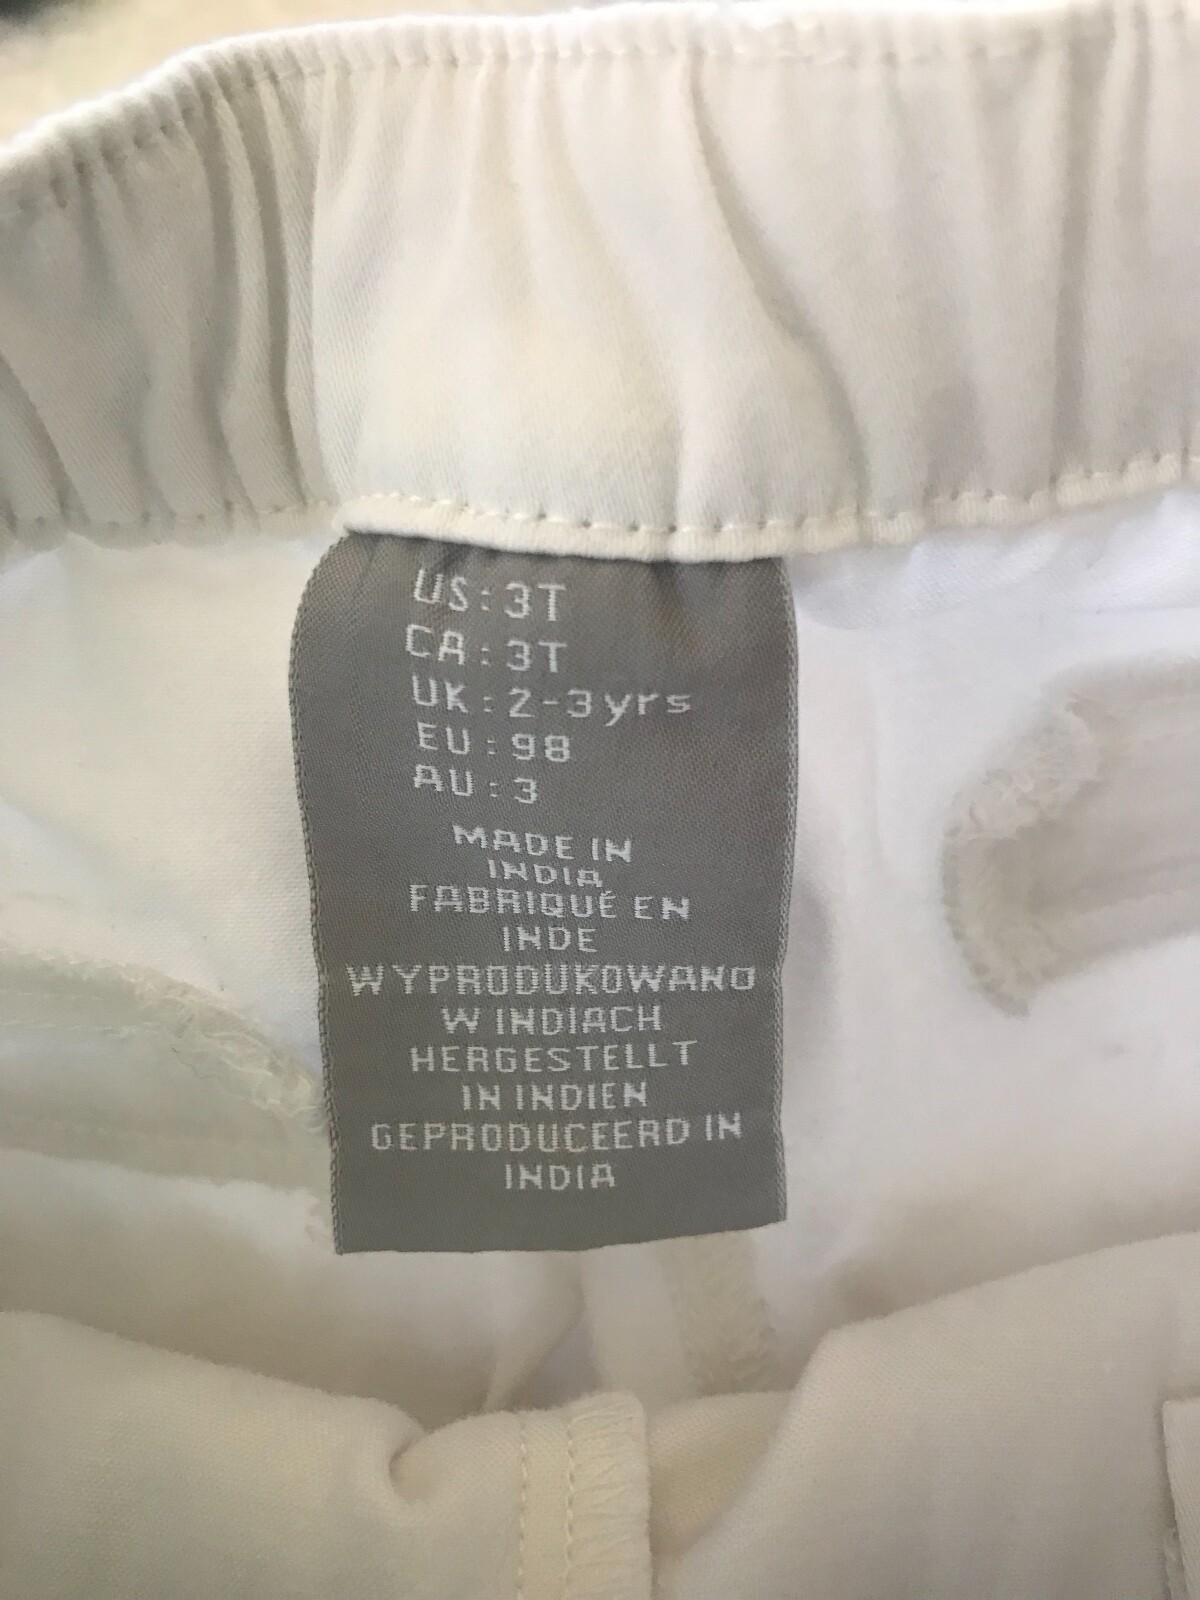 US: 3T
CA: 3T
UK: 2-3yrs
EU: 98
AU: 3
MADE IN
INDIA
FABRIQUÉ EN
INDE
WYPRODUKOWANO
W INDIACH
HERGESTELLT
IN INDIEN
GEPRODUCEERD IN
INDIA